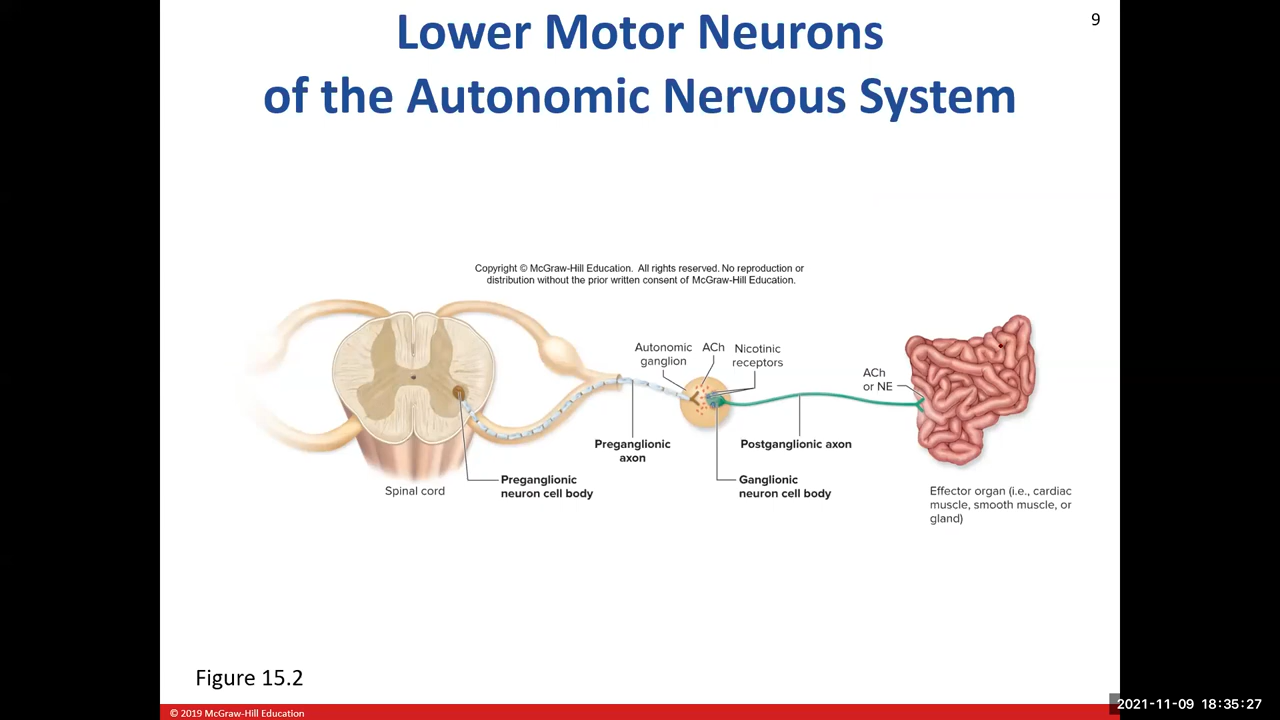 9
Lower Motor Neurons
of the Autonomic Nervous System
Copyright © McGraw-Hill Education. All rights reserved. No reproduction or
distribution without the prior written consent of McGraw-Hill Education.
Autonomic
ganglion
ACh
Nicotinic
receptors
ACh
or NE
Preganglionic
axon
Postganglionic axon
Preganglionic
neuron cell body
Ganglionic
neuron cell body
Spinal cord
Effector organ (i.e., cardiac
muscle, smooth muscle, or
gland)
Figure 15.2
© 2019 McGraw-Hill Education
2021-11-09 18:35:27